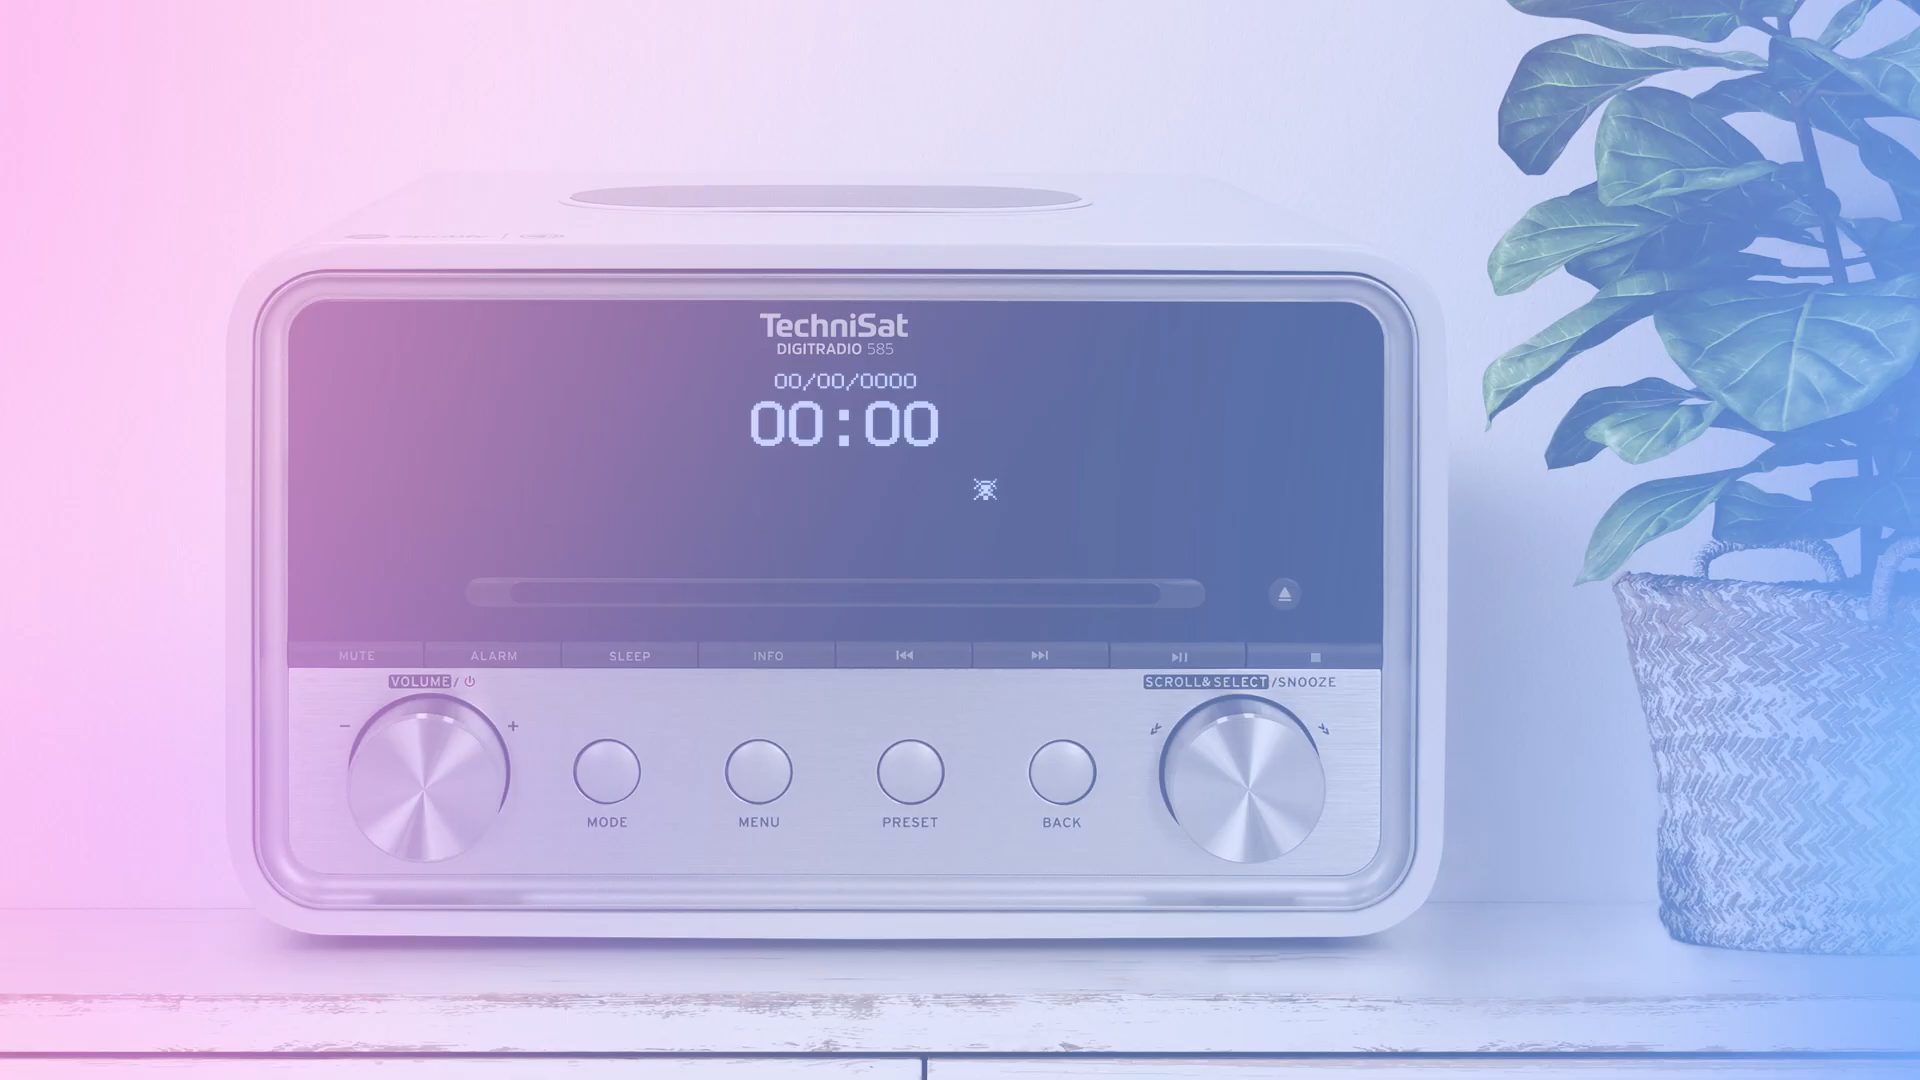 TechniSat
DIGITRADIO 585
00/00/0000
00:00
MUTE ALARM SLEEP INFO
VOLUME/
SCROLL&SELECT/SNOOZE
− +
MODE MENU PRESET BACK